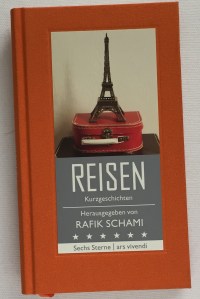 REISEN
Kurzgeschichten
Herausgegeben von
RAFIK SCHAMI
Sechs Sterne | ars vivendi